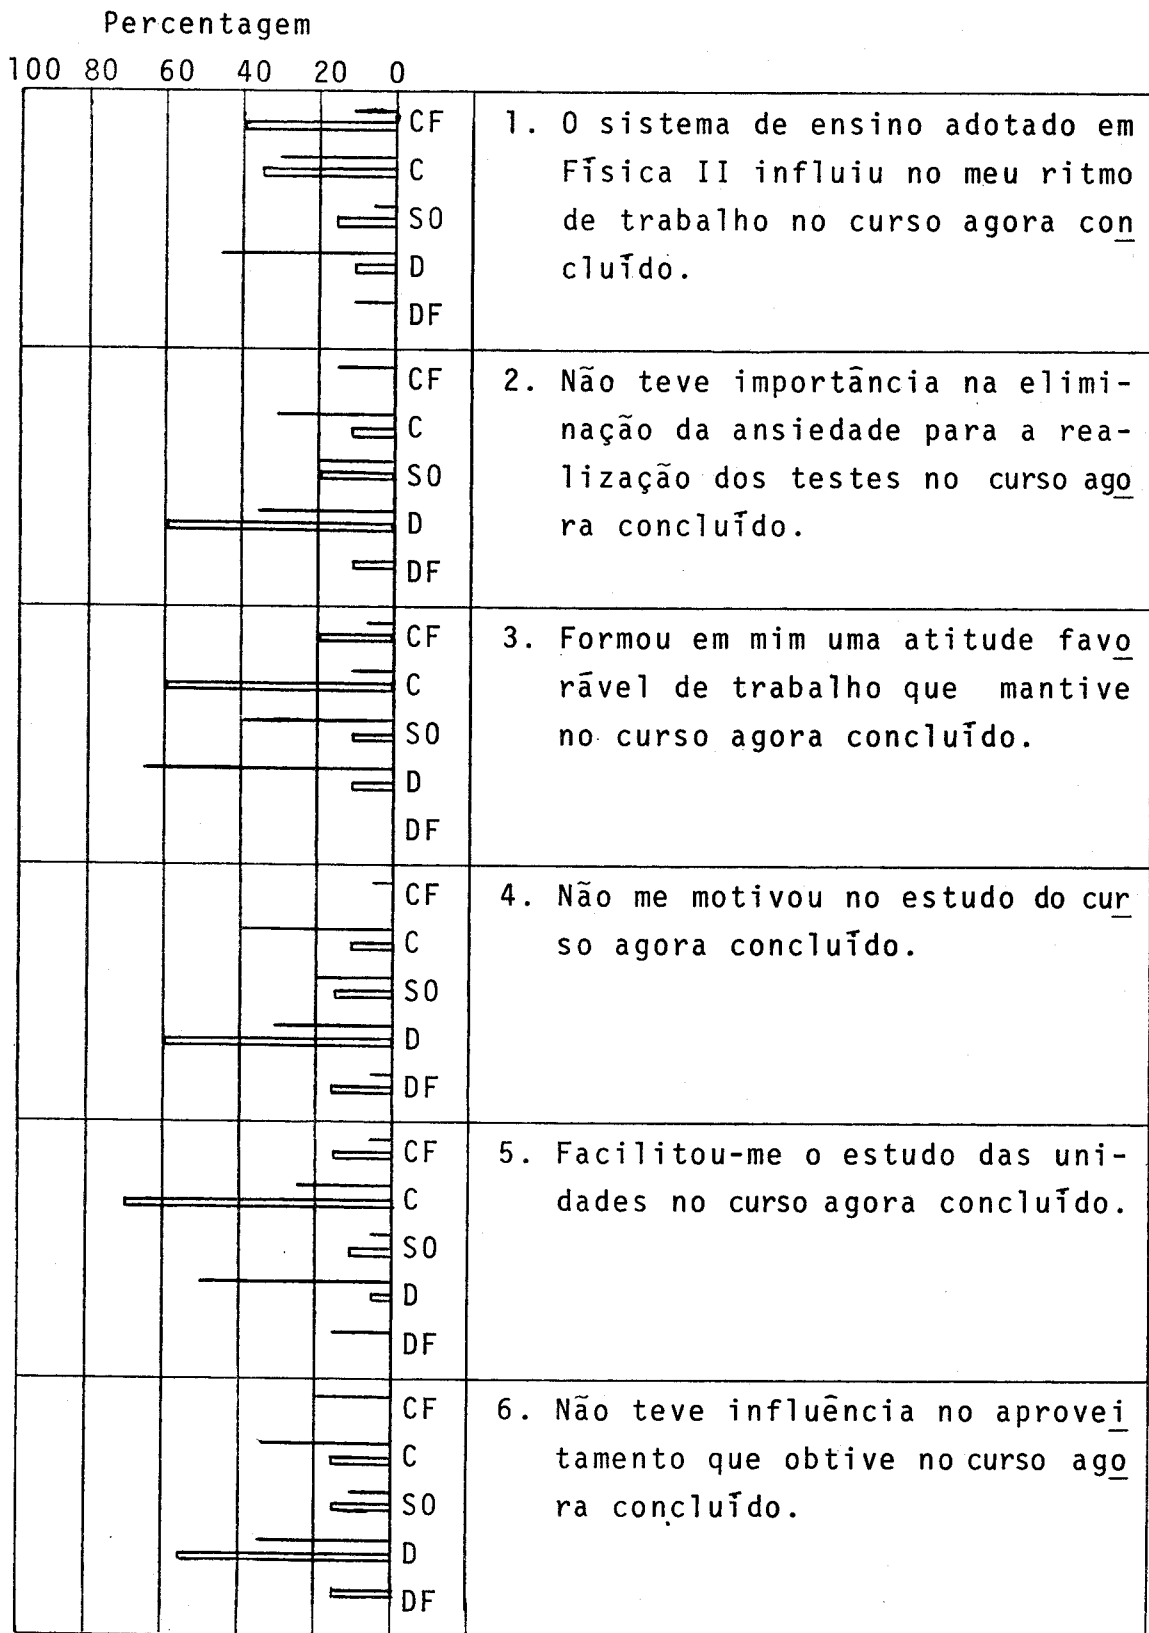 Percentagem
100 80 60 40 20 0
CF
C
SO
D
DF
1. O sistema de ensino adotado em
Física II influiu no meu ritmo
de trabalho no curso agora con
cluído.
CF
C
SO
D
DF
2. Não teve importância na elimi-
nação da ansiedade para a rea-
lização dos testes no curso ago
ra concluído.
CF
C
SO
D
DF
3. Formou em mim uma atitude favo
rável de trabalho que mantive
no curso agora concluído.
CF
C
SO
D
DF
4. Não me motivou no estudo do cur
so agora concluído.
CF
C
SO
D
DF
5. Facilitou-me o estudo das uni-
dades no curso agora concluído.
CF
C
SO
D
DF
6. Não teve influência no aprovei
tamento que obtive no curso ago
ra concluído.